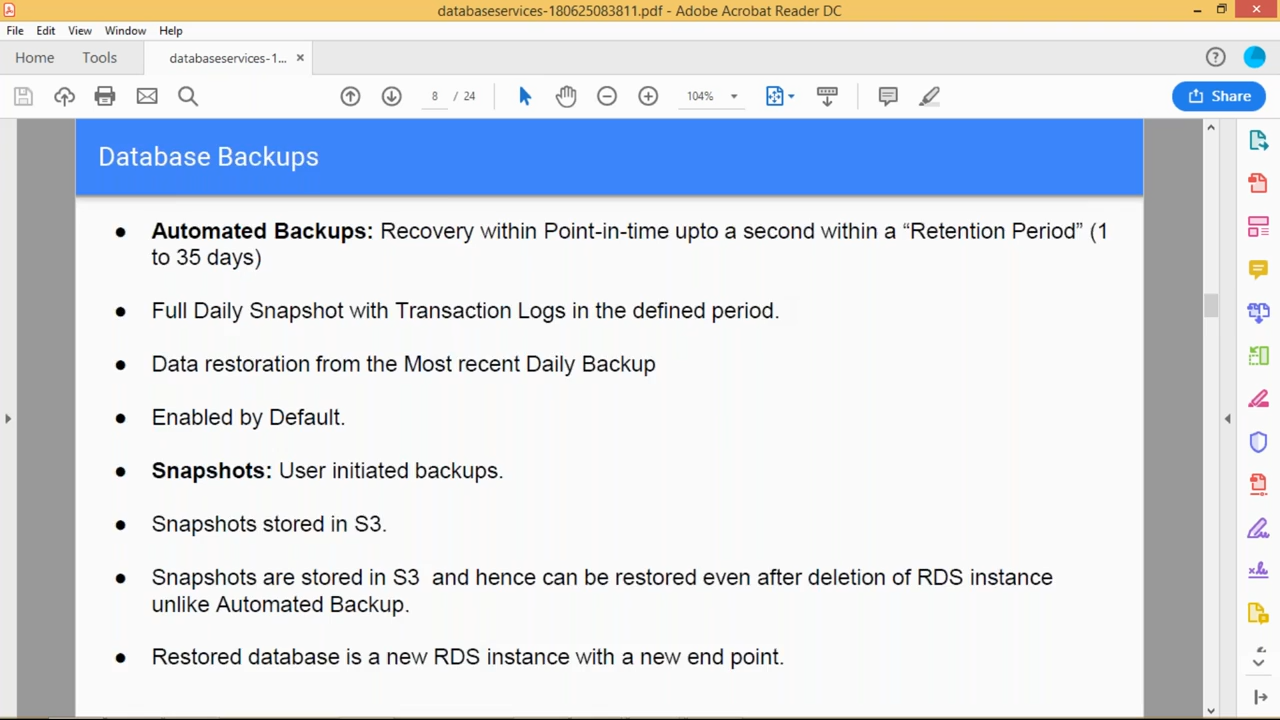 databaseservices-180625083811.pdf - Adobe Acrobat Reader DC
File Edit View Window Help
Home Tools databaseservices-1... ×
8 / 24 104% Share
Database Backups
● Automated Backups: Recovery within Point-in-time upto a second within a “Retention Period” (1
to 35 days)
● Full Daily Snapshot with Transaction Logs in the defined period.
● Data restoration from the Most recent Daily Backup
● Enabled by Default.
● Snapshots: User initiated backups.
● Snapshots stored in S3.
● Snapshots are stored in S3  and hence can be restored even after deletion of RDS instance
unlike Automated Backup.
● Restored database is a new RDS instance with a new end point.